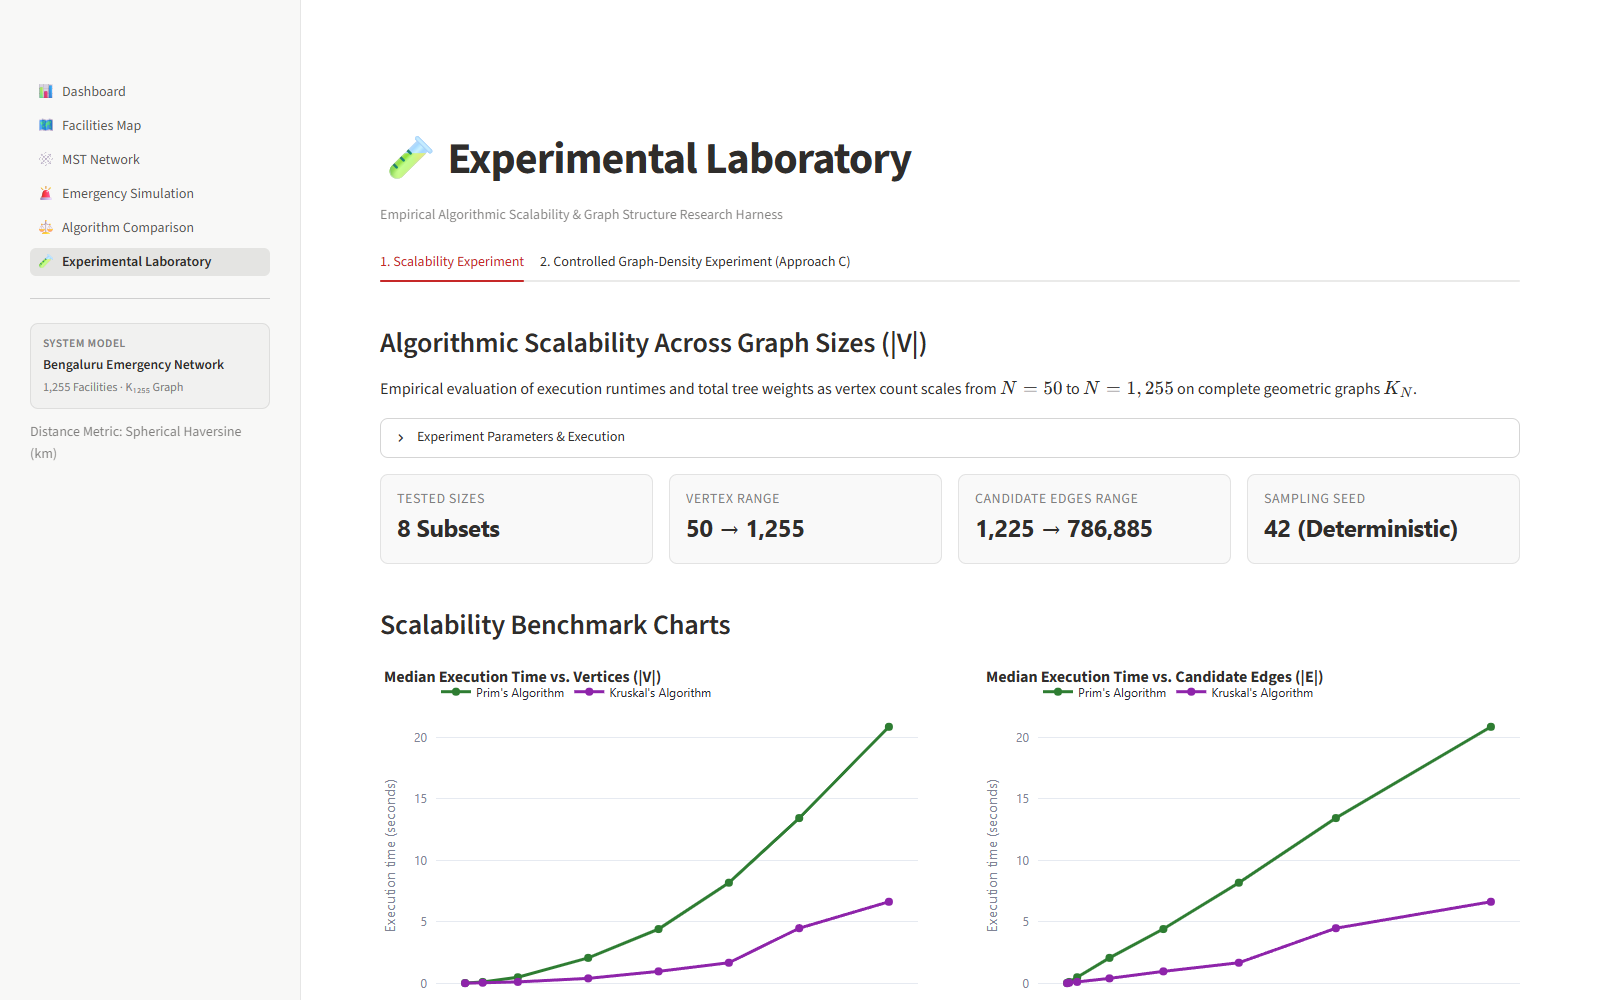 Dashboard
Facilities Map
MST Network
Emergency Simulation
Algorithm Comparison
Experimental Laboratory
SYSTEM MODEL
Bengaluru Emergency Network
1,255 Facilities · K₁₂₅₅ Graph
Distance Metric: Spherical Haversine
(km)
Experimental Laboratory
Empirical Algorithmic Scalability & Graph Structure Research Harness
1. Scalability Experiment
2. Controlled Graph-Density Experiment (Approach C)
Algorithmic Scalability Across Graph Sizes (|V|)
Empirical evaluation of execution runtimes and total tree weights as vertex count scales from N = 50 to N = 1, 255 on complete geometric graphs K_N.
Experiment Parameters & Execution
TESTED SIZES
8 Subsets
VERTEX RANGE
50 → 1,255
CANDIDATE EDGES RANGE
1,225 → 786,885
SAMPLING SEED
42 (Deterministic)
Scalability Benchmark Charts
Median Execution Time vs. Vertices (|V|)
Prim's Algorithm
Kruskal's Algorithm
Execution time (seconds)
20
15
10
5
0
Median Execution Time vs. Candidate Edges (|E|)
Prim's Algorithm
Kruskal's Algorithm
Execution time (seconds)
20
15
10
5
0